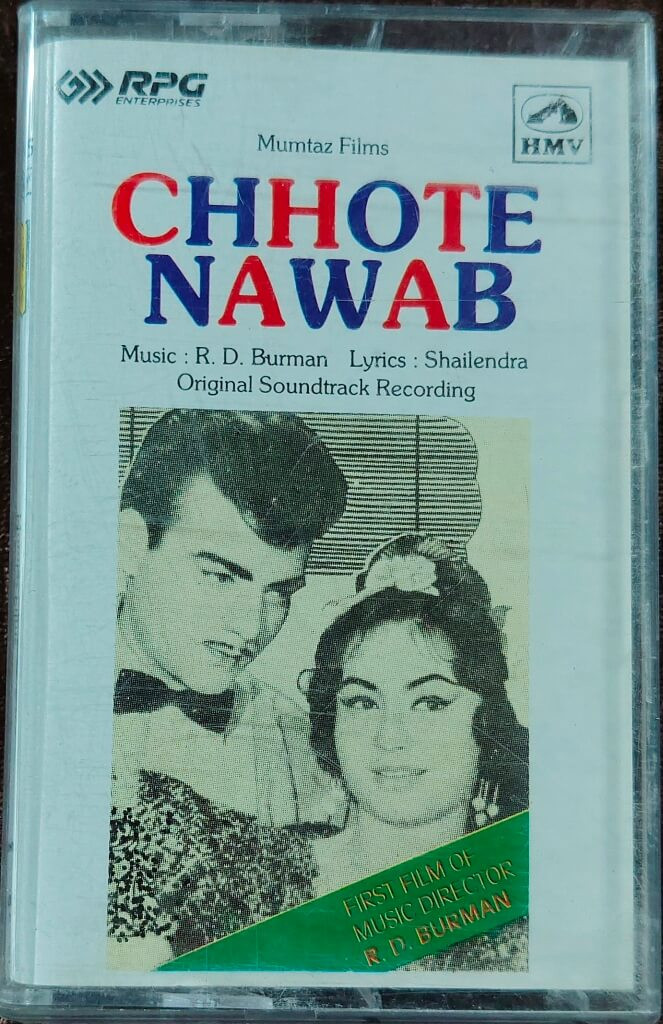 RPG
ENTERPRISES
HMV
Mumtaz Films
CHHOTE
NAWAB
Music : R. D. Burman Lyrics : Shailendra
Original Soundtrack Recording
FIRST FILM OF
MUSIC DIRECTOR
R. D. BURMAN